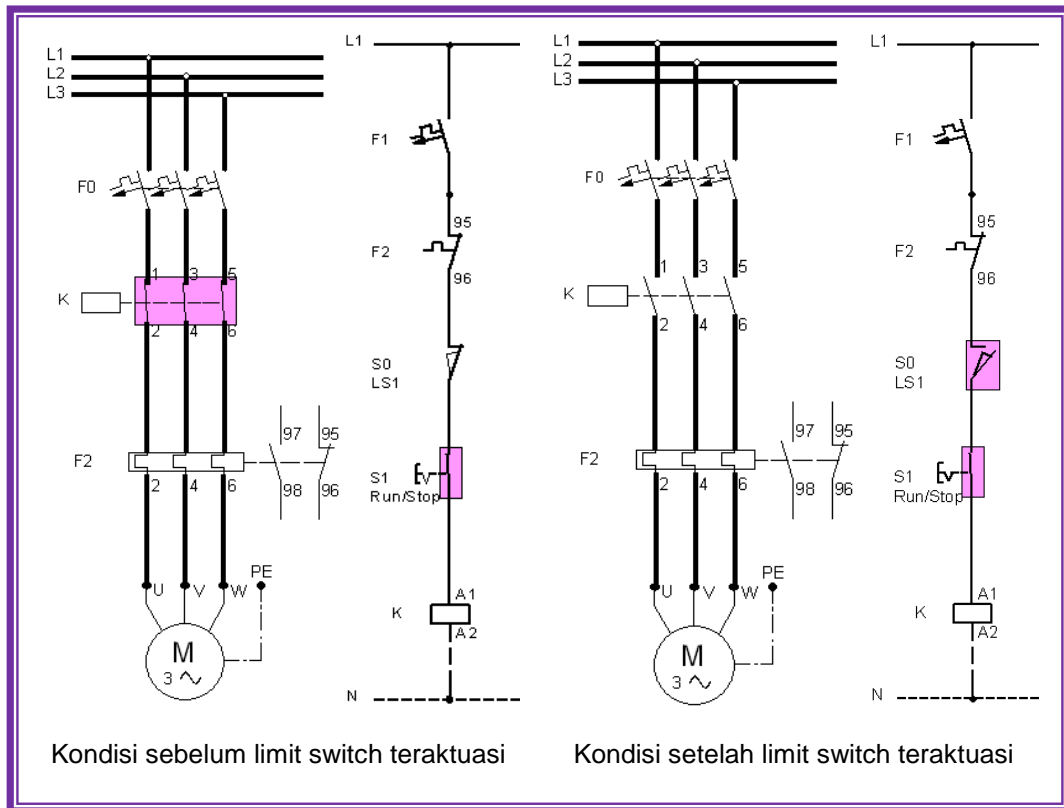 L1
L2
L3
F0
1 3 5
K
2 4 6
F2
2 4 6
97 95
98 96
U V W
PE
M
3
L1
F1
95
F2
96
S0
LS1
S1
Run/Stop
A1
K
A2
N
Kondisi sebelum limit switch teraktuasi
L1
L2
L3
F0
1 3 5
K
2 4 6
F2
2 4 6
97 95
98 96
U V W
PE
M
3
L1
F1
95
F2
96
S0
LS1
S1
Run/Stop
A1
K
A2
N
Kondisi setelah limit switch teraktuasi